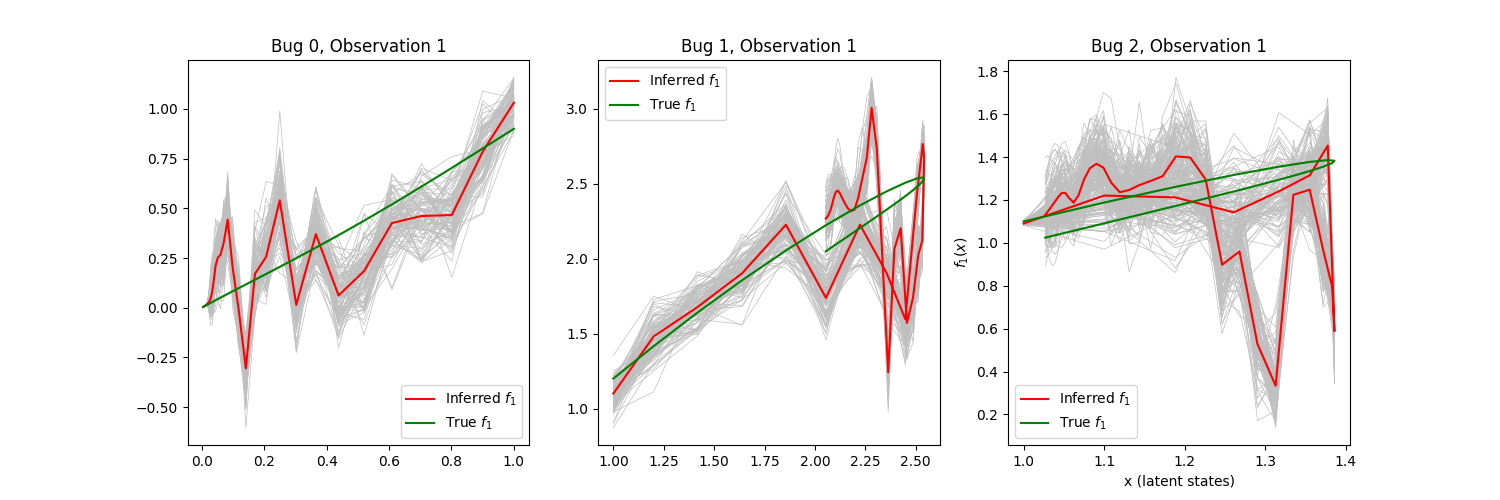 Bug 0, Observation 1
1.00
0.75
0.50
0.25
0.00
−0.25
−0.50
0.0 0.2 0.4 0.6 0.8 1.0
Inferred f₁
True f₁
Bug 1, Observation 1
Inferred f₁
True f₁
3.0
2.5
2.0
1.5
1.0
1.00 1.25 1.50 1.75 2.00 2.25 2.50
Bug 2, Observation 1
f₁(x)
1.8
1.6
1.4
1.2
1.0
0.8
0.6
0.4
0.2
Inferred f₁
True f₁
1.0 1.1 1.2 1.3 1.4
x (latent states)